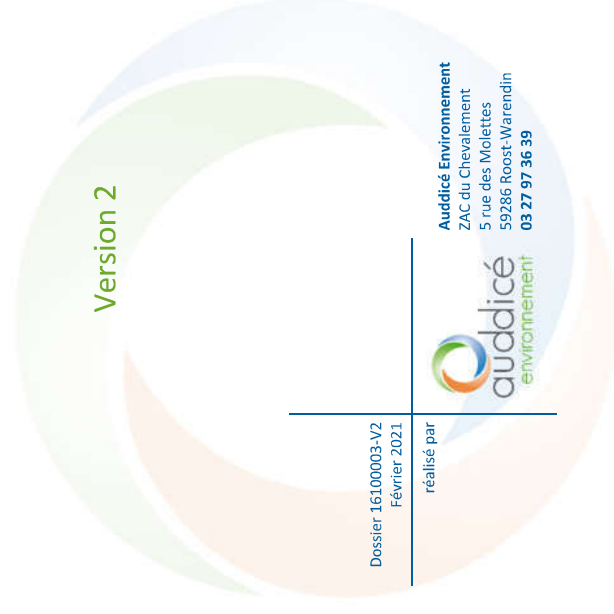 Version 2
Dossier 16100003-V2
Février 2021
réalisé par
auddicé
environnement
Auddicé Environnement
ZAC du Chevalement
5 rue des Molettes
59286 Roost-Warendin
03 27 97 36 39